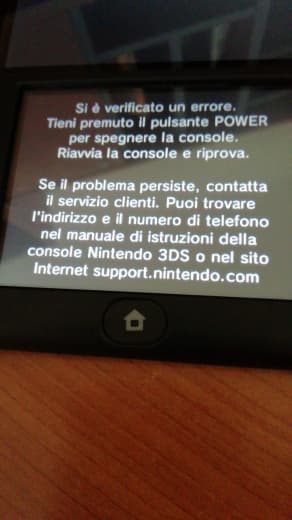 Si è verificato un errore.
Tieni premuto il pulsante POWER
per spegnere la console.
Riavvia la console e riprova.
Se il problema persiste, contatta
il servizio clienti. Puoi trovare
l'indirizzo e il numero di telefono
nel manuale di istruzioni della
console Nintendo 3DS o nel sito
Internet support.nintendo.com